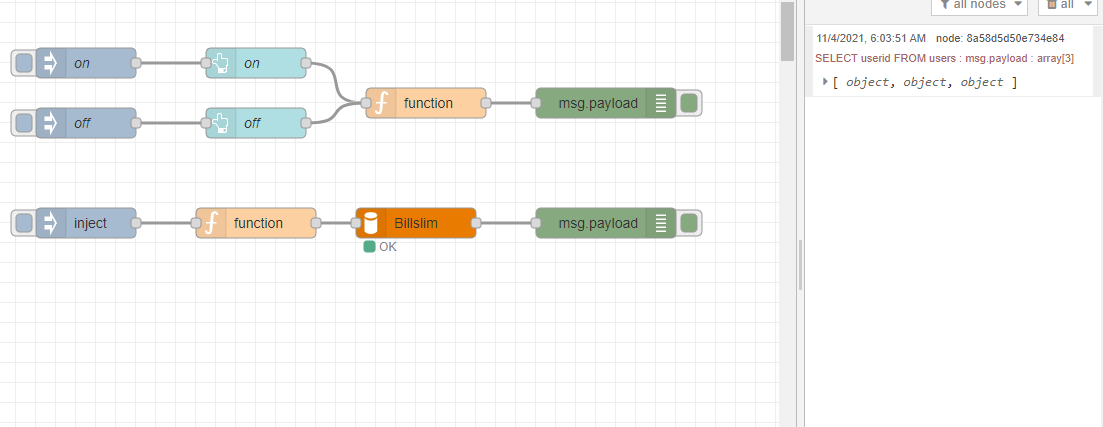 all nodes
all
11/4/2021, 6:03:51 AM node: 8a58d5d50e734e84
SELECT userid FROM users : msg.payload : array[3]
[ object, object, object ]
on
on
function
msg.payload
off
off
inject
function
Billslim
msg.payload
OK